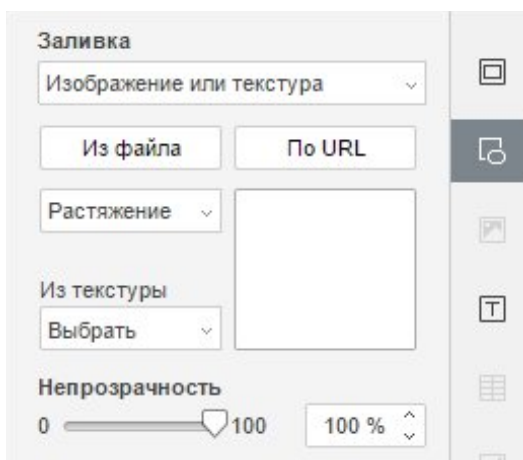 Заливка
Изображение или текстура
Из файла По URL
Растяжение
Из текстуры
Выбрать
Непрозрачность
0 100 100 %